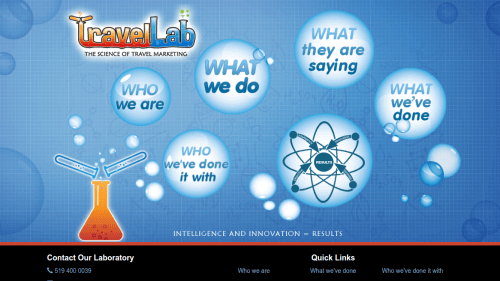 TravelLab
THE SCIENCE OF TRAVEL MARKETING
WHO
we are
WHAT
we do
WHAT
they are
saying
WHAT
we've
done
WHO
we've done
it with
RESULTS
INTELLIGENCE AND INNOVATION = RESULTS
Contact Our Laboratory
Quick Links
519 400 0039
Who we are
What we've done
Who we've done it with